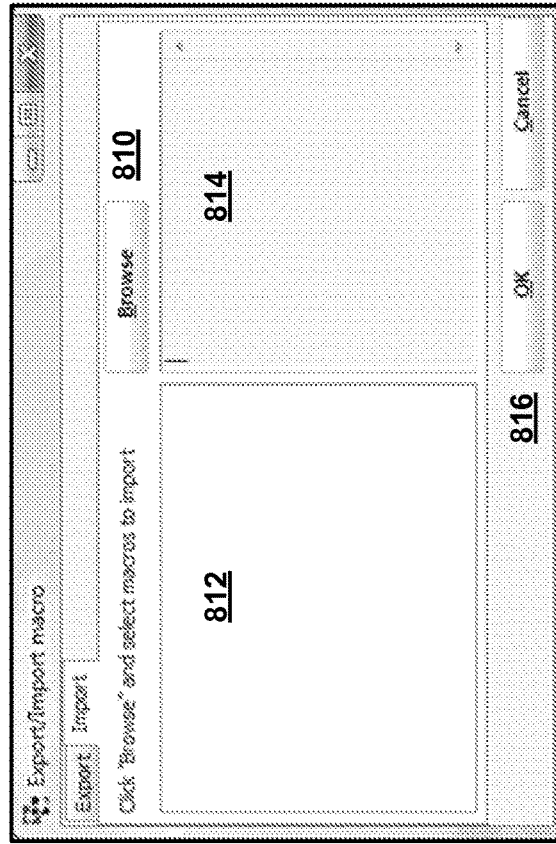 Export/Import macro
Export Import
Click "Browse" and select macros to import
Browse 810
812
814
816
OK
Cancel